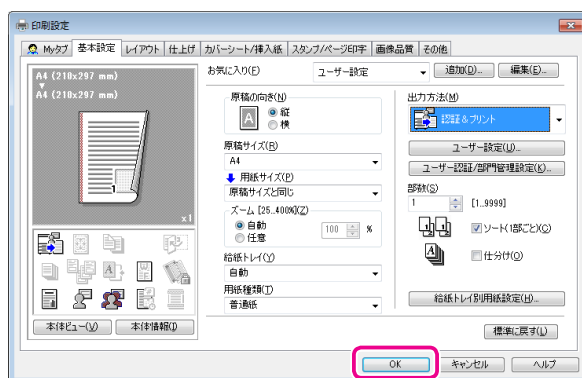 印刷設定
Myタブ 基本設定 レイアウト 仕上げ カバーシート/挿入紙 スタンプ/ページ印字 画像品質 その他
A4 (210x297 mm)
A4 (210x297 mm)
1
x1
本体ビュー(V) 本体情報(I)
お気に入り(F) ユーザー設定 追加(D)... 編集(E)...
原稿の向き(N)
A
縦
横
原稿サイズ(R)
A4
用紙サイズ(P)
原稿サイズと同じ
ズーム [25..400%](Z)
自動
任意
100 %
給紙トレイ(Y)
自動
用紙種類(T)
普通紙
出力方法(M)
認証&プリント
ユーザー設定(U)...
ユーザー認証/部門管理設定(K)...
部数(S)
1 [1..9999]
ソート(1部ごと)(O)
仕分け(O)
給紙トレイ別用紙設定(H)...
標準に戻す(L)
OK キャンセル ヘルプ